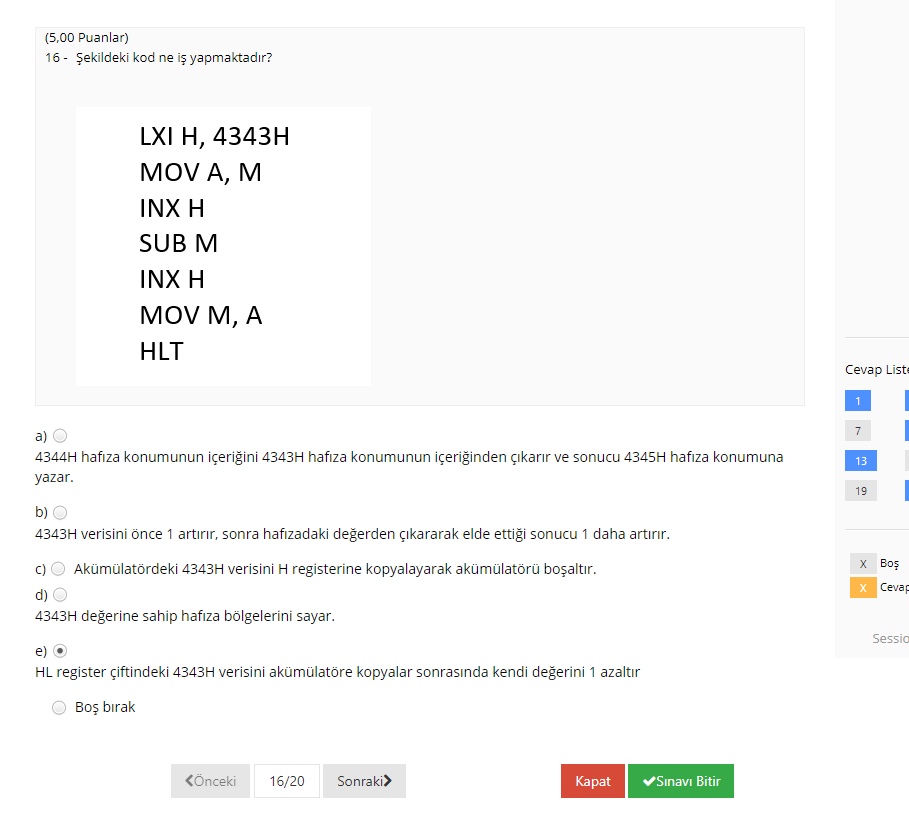 (5,00 Puanlar)
16 - Şekildeki kod ne iş yapmaktadır?
LXI H, 4343H
MOV A, M
INX H
SUB M
INX H
MOV M, A
HLT
a)
4344H hafıza konumunun içeriğini 4343H hafıza konumunun içeriğinden çıkarır ve sonucu 4345H hafıza konumuna
yazar.
b)
4343H verisini önce 1 artırır, sonra hafızadaki değerden çıkararak elde ettiği sonucu 1 daha artırır.
c) Akümülatördeki 4343H verisini H registerine kopyalayarak akümülatörü boşaltır.
d)
4343H değerine sahip hafıza bölgelerini sayar.
e)
HL register çiftindeki 4343H verisini akümülatöre kopyalar sonrasında kendi değerini 1 azaltır
Boş bırak
Önceki 16/20 Sonraki
Kapat Sınavı Bitir
Cevap Liste
1
7
13
19
X Boş
X Cevap
Sessio